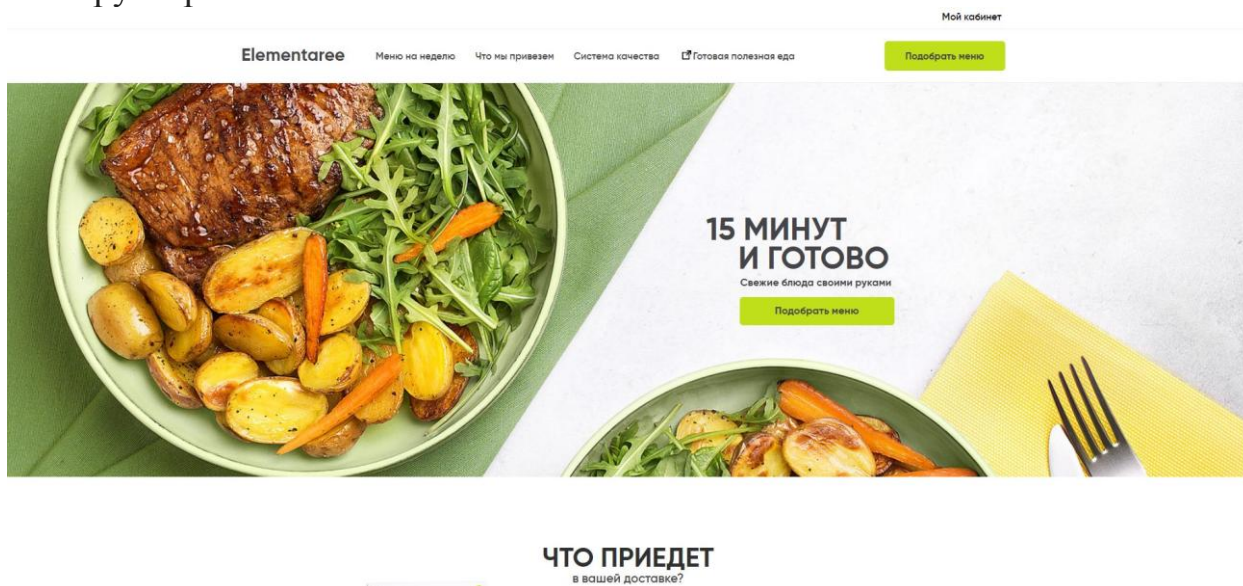 Мой кабинет
Elementaree Меню на неделю Что мы привезем Система качества Готовая полезная еда Подобрать меню
15 МИНУТ
И ГОТОВО
Свежие блюда своими руками
Подобрать меню
ЧТО ПРИЕДЕТ
в вашей доставке?